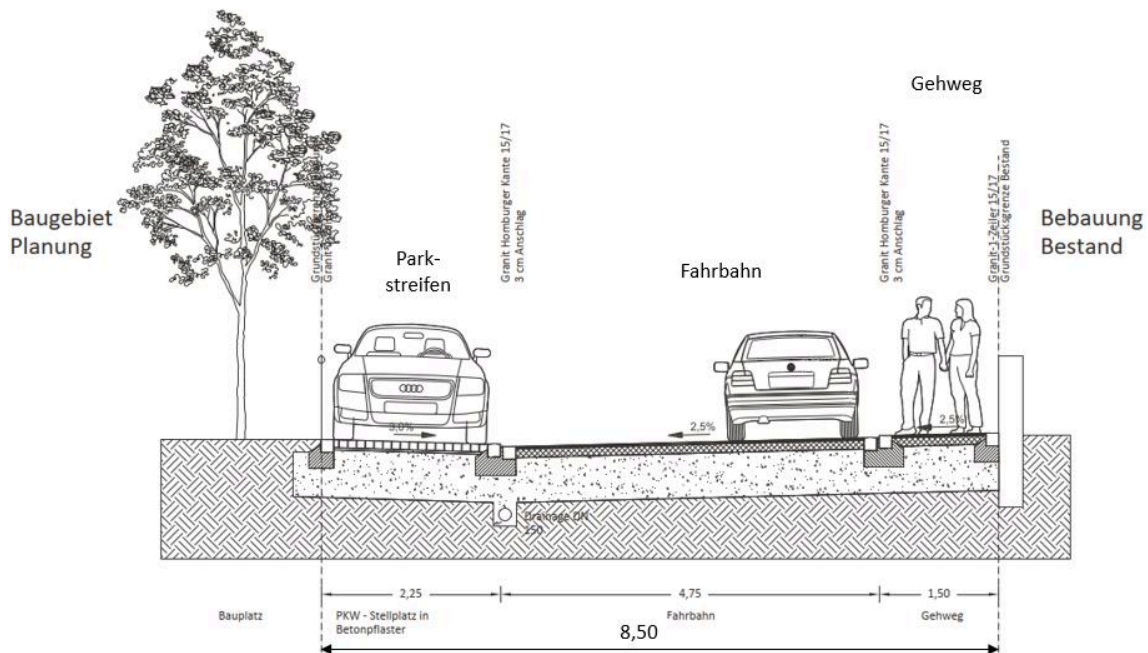 Gehweg
Granit Homburger Kante 15/17
3 cm Anschlag
Granit Homburger Kante 15/17
3 cm Anschlag
Granit-1-Zeiler 15/17
Grundstücksgrenze Bestand
Baugebiet
Planung
Park-
streifen
Fahrbahn
Bebauung
Bestand
3,0%
2,5%
2,5%
Drainage DN
150
2,25
4,75
1,50
Bauplatz
PKW - Stellplatz in
Betonpflaster
Fahrbahn
Gehweg
8,50